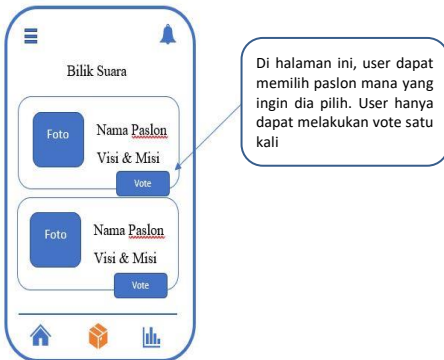 Bilik Suara
Foto
Nama Paslon
Visi & Misi
Vote
Foto
Nama Paslon
Visi & Misi
Vote
Di halaman ini, user dapat
memilih paslon mana yang
ingin dia pilih. User hanya
dapat melakukan vote satu
kali